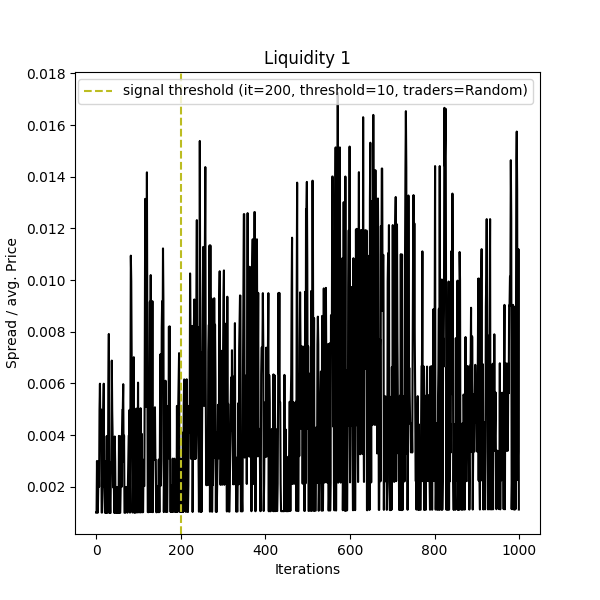 Liquidity 1
0.018
signal threshold (it=200, threshold=10, traders=Random)
0.016
0.014
0.012
0.010
0.008
0.006
0.004
0.002
Spread / avg. Price
0 200 400 600 800 1000
Iterations